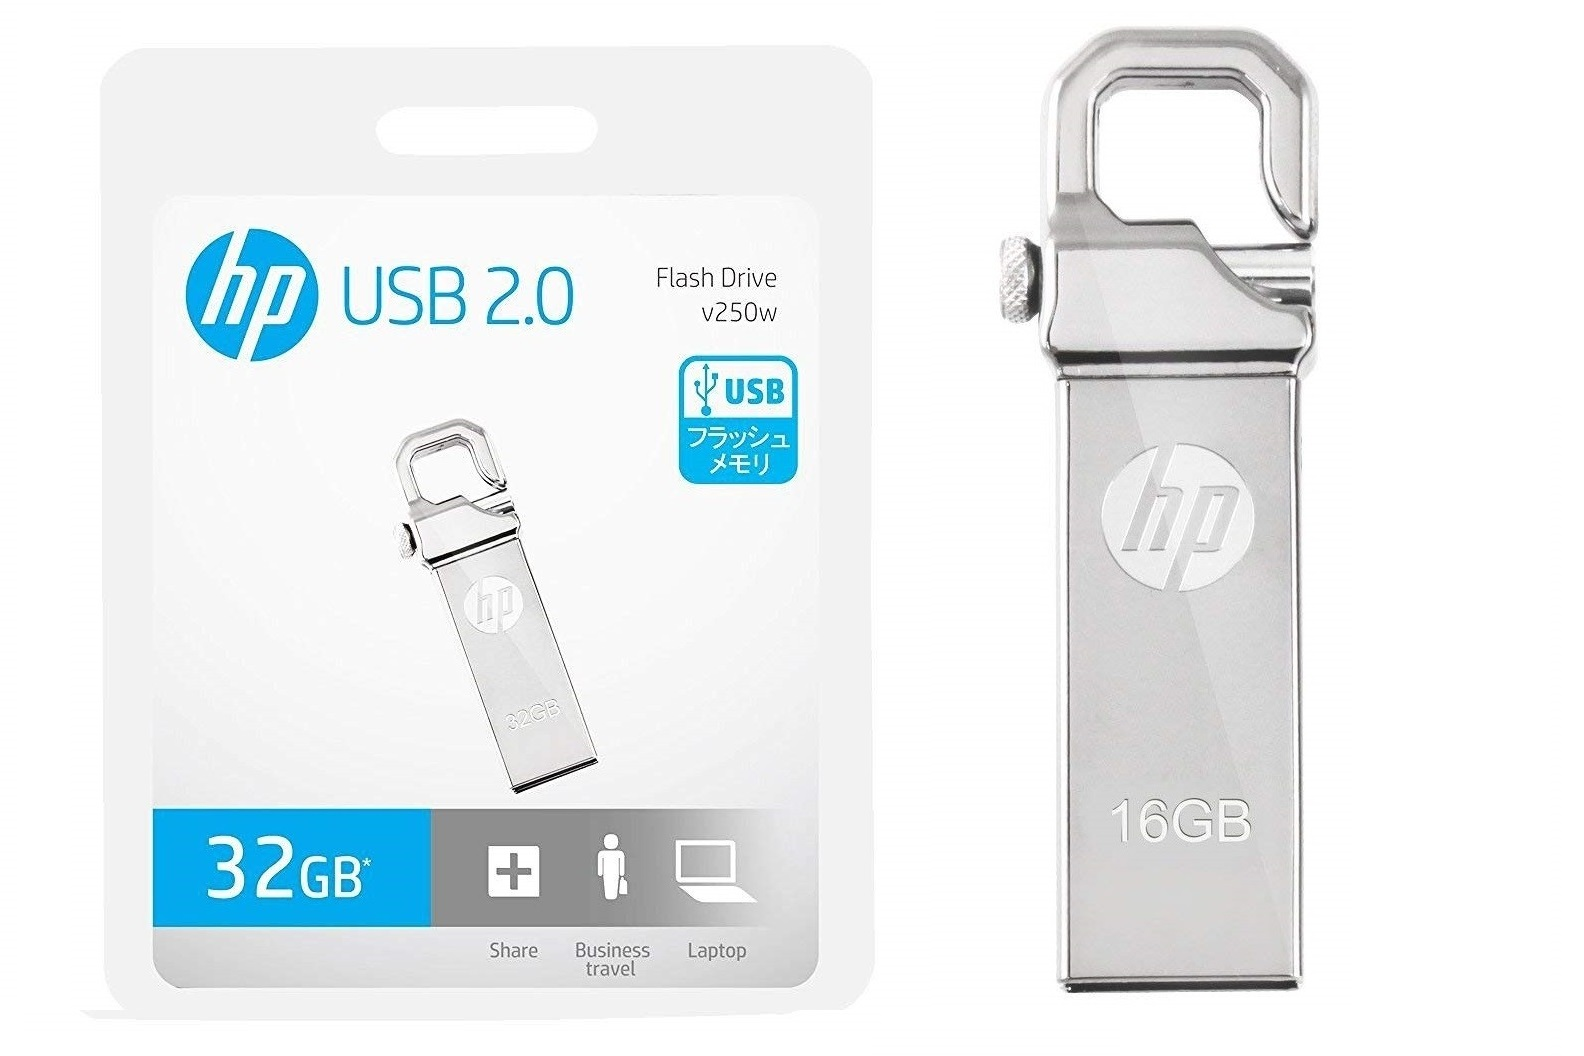 hp USB 2.0
Flash Drive
v250w
USB
フラッシュ
メモリ
hp
32GB
32GB*
Share
Business
travel
Laptop
hp
16GB